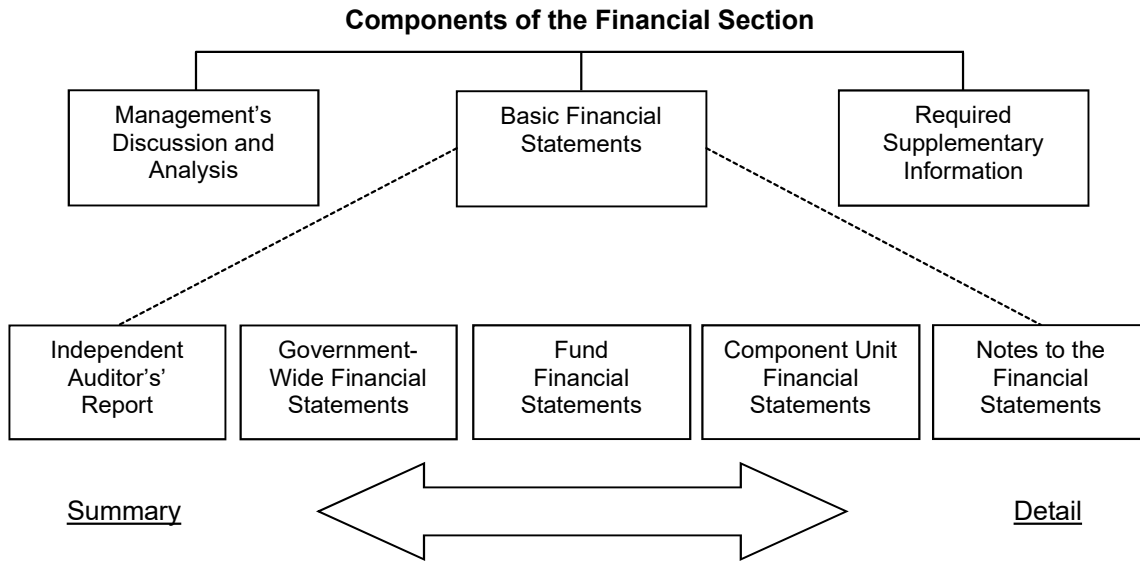 Components of the Financial Section
Management’s
Discussion and
Analysis
Basic Financial
Statements
Required
Supplementary
Information
Independent
Auditor’s’
Report
Government-
Wide Financial
Statements
Fund
Financial
Statements
Component Unit
Financial
Statements
Notes to the
Financial
Statements
Summary
Detail